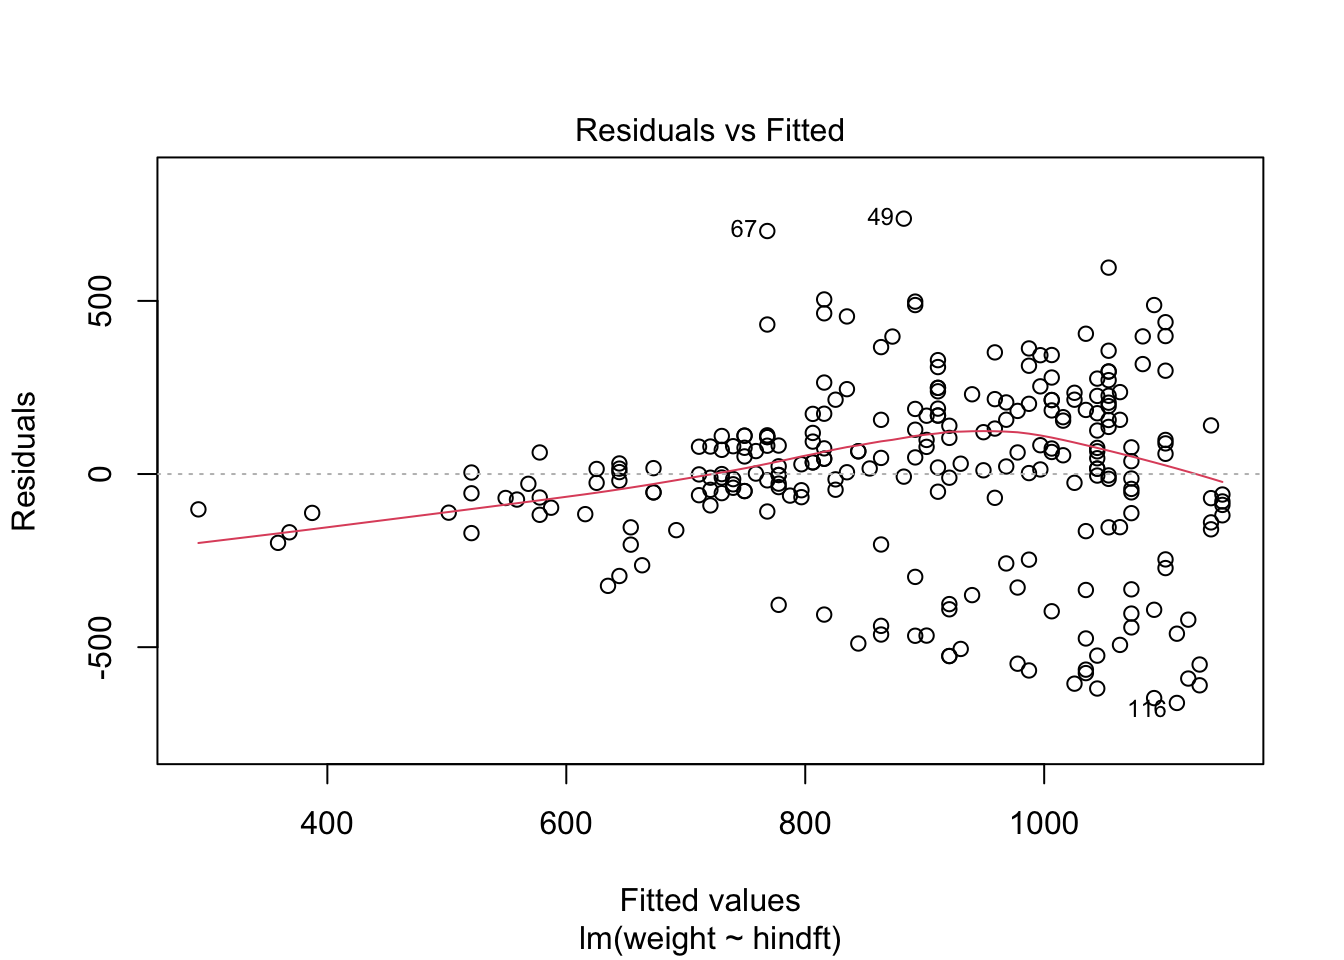 Residuals vs Fitted
Residuals
500
0
-500
67
49
116
400 600 800 1000
Fitted values
lm(weight ~ hindft)